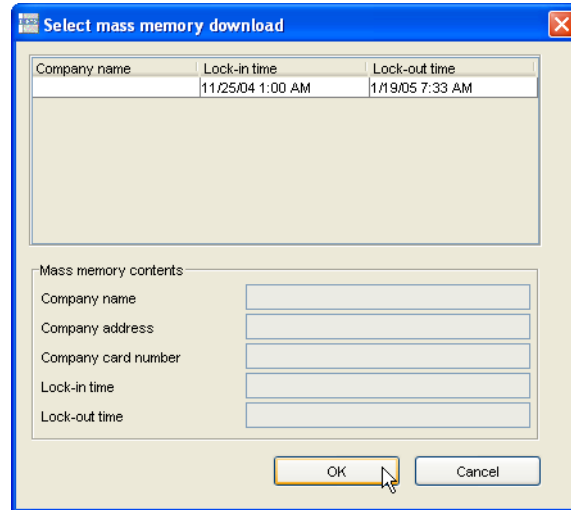 Select mass memory download
Company name Lock-in time Lock-out time
11/25/04 1:00 AM 1/19/05 7:33 AM
Mass memory contents
Company name
Company address
Company card number
Lock-in time
Lock-out time
OK Cancel